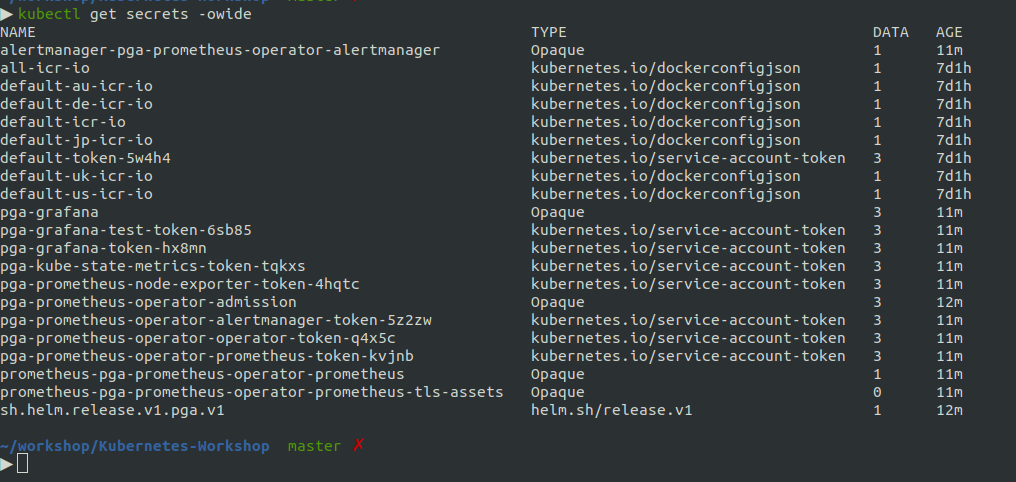 ~/workshop/Kubernetes-Workshop master ✗
▶ kubectl get secrets -owide
NAME TYPE DATA AGE
alertmanager-pga-prometheus-operator-alertmanager Opaque 1 11m
all-icr-io kubernetes.io/dockerconfigjson 1 7d1h
default-au-icr-io kubernetes.io/dockerconfigjson 1 7d1h
default-de-icr-io kubernetes.io/dockerconfigjson 1 7d1h
default-icr-io kubernetes.io/dockerconfigjson 1 7d1h
default-jp-icr-io kubernetes.io/dockerconfigjson 1 7d1h
default-token-5w4h4 kubernetes.io/service-account-token 3 7d1h
default-uk-icr-io kubernetes.io/dockerconfigjson 1 7d1h
default-us-icr-io kubernetes.io/dockerconfigjson 1 7d1h
pga-grafana Opaque 3 11m
pga-grafana-test-token-6sb85 kubernetes.io/service-account-token 3 11m
pga-grafana-token-hx8mn kubernetes.io/service-account-token 3 11m
pga-kube-state-metrics-token-tqkxs kubernetes.io/service-account-token 3 11m
pga-prometheus-node-exporter-token-4hqtc kubernetes.io/service-account-token 3 11m
pga-prometheus-operator-admission Opaque 3 12m
pga-prometheus-operator-alertmanager-token-5z2zw kubernetes.io/service-account-token 3 11m
pga-prometheus-operator-operator-token-q4x5c kubernetes.io/service-account-token 3 11m
pga-prometheus-operator-prometheus-token-kvjnb kubernetes.io/service-account-token 3 11m
prometheus-pga-prometheus-operator-prometheus Opaque 1 11m
prometheus-pga-prometheus-operator-prometheus-tls-assets Opaque 0 11m
sh.helm.release.v1.pga.v1 helm.sh/release.v1 1 12m
~/workshop/Kubernetes-Workshop master ✗
▶